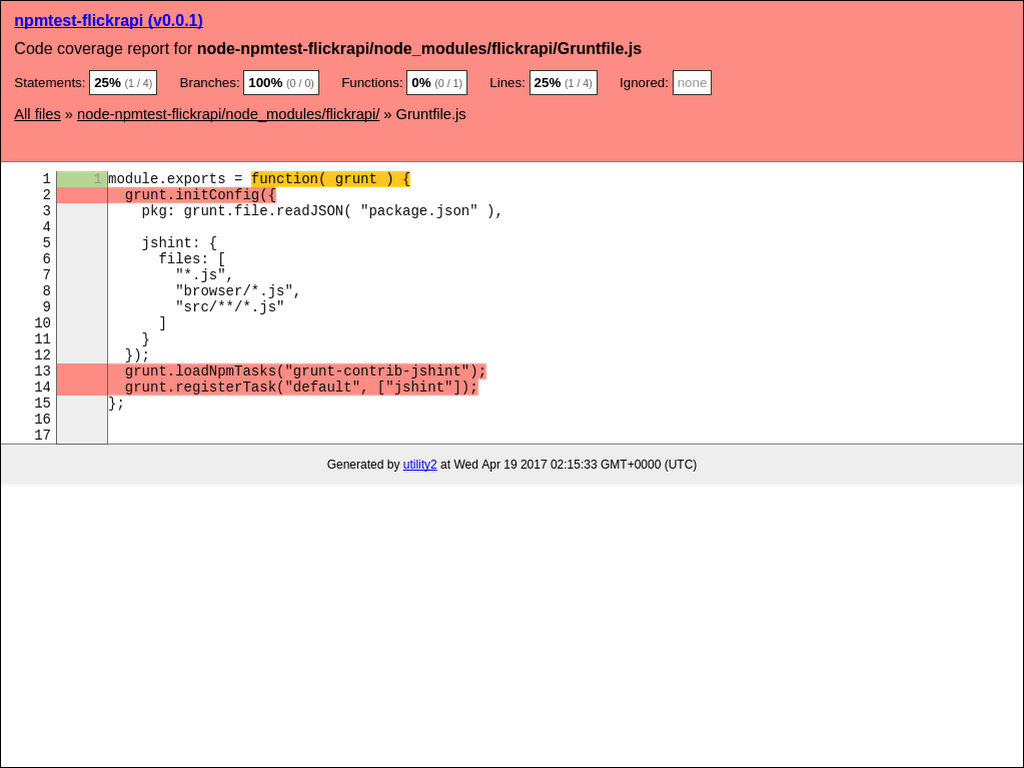 npmtest-flickrapi (v0.0.1)
Code coverage report for node-npmtest-flickrapi/node_modules/flickrapi/Gruntfile.js
Statements: 25% (1 / 4) Branches: 100% (0 / 0) Functions: 0% (0 / 1) Lines: 25% (1 / 4) Ignored: none
All files » node-npmtest-flickrapi/node_modules/flickrapi/ » Gruntfile.js
1 1 module.exports = function( grunt ) {
2   grunt.initConfig({
3     pkg: grunt.file.readJSON( "package.json" ),
4
5     jshint: {
6       files: [
7         "*.js",
8         "browser/*.js",
9         "src/**/*.js"
10       ]
11     }
12   });
13   grunt.loadNpmTasks("grunt-contrib-jshint");
14   grunt.registerTask("default", ["jshint"]);
15 };
16
17
Generated by utility2 at Wed Apr 19 2017 02:15:33 GMT+0000 (UTC)